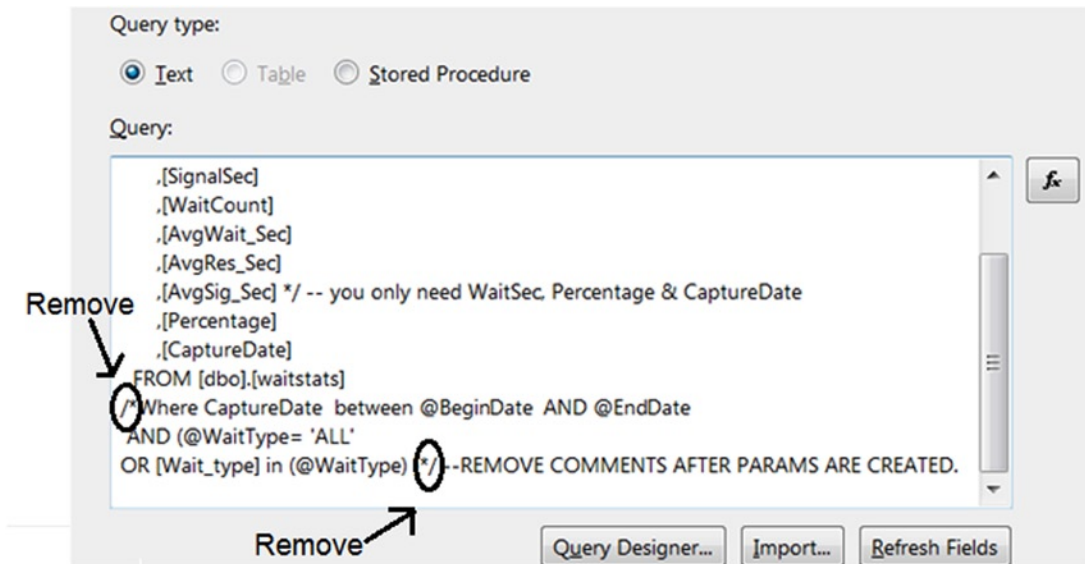 Query type:
Text Table Stored Procedure
Query:
,[SignalSec]
,[WaitCount]
,[AvgWait_Sec]
,[AvgRes_Sec]
,[AvgSig_Sec] */ -- you only need WaitSec, Percentage & CaptureDate
,[Percentage]
,[CaptureDate]
FROM [dbo].[waitstats]
/*Where CaptureDate between @BeginDate AND @EndDate
AND (@WaitType= 'ALL'
OR [Wait_type] in (@WaitType) */ --REMOVE COMMENTS AFTER PARAMS ARE CREATED.
fx
Remove
Remove
Query Designer... Import... Refresh Fields